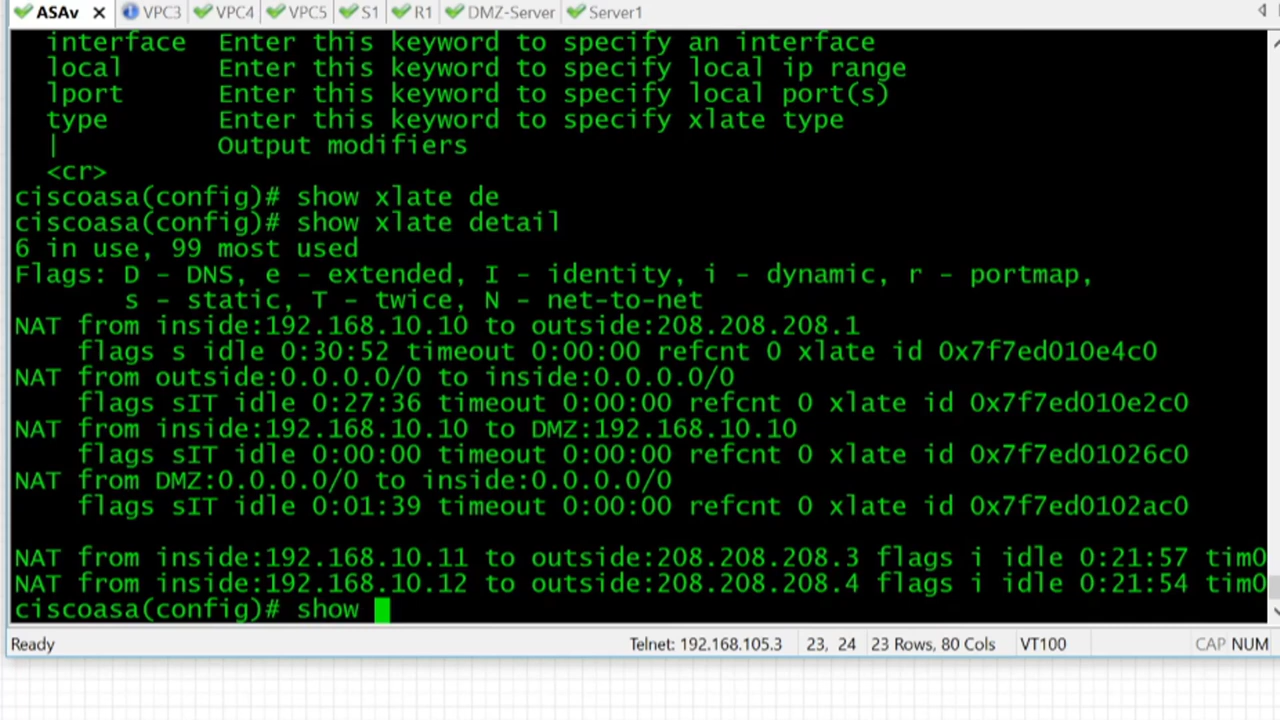 ASAv × VPC3 VPC4 VPC5 S1 R1 DMZ-Server Server1
interface Enter this keyword to specify an interface
local Enter this keyword to specify local ip range
lport Enter this keyword to specify local port(s)
type Enter this keyword to specify xlate type
| Output modifiers
<cr>
ciscoasa(config)# show xlate de
ciscoasa(config)# show xlate detail
6 in use, 99 most used
Flags: D - DNS, e - extended, I - identity, i - dynamic, r - portmap,
s - static, T - twice, N - net-to-net
NAT from inside:192.168.10.10 to outside:208.208.208.1
flags s idle 0:30:52 timeout 0:00:00 refcnt 0 xlate id 0x7f7ed010e4c0
NAT from outside:0.0.0.0/0 to inside:0.0.0.0/0
flags sIT idle 0:27:36 timeout 0:00:00 refcnt 0 xlate id 0x7f7ed010e2c0
NAT from inside:192.168.10.10 to DMZ:192.168.10.10
flags sIT idle 0:00:00 timeout 0:00:00 refcnt 0 xlate id 0x7f7ed01026c0
NAT from DMZ:0.0.0.0/0 to inside:0.0.0.0/0
flags sIT idle 0:01:39 timeout 0:00:00 refcnt 0 xlate id 0x7f7ed0102ac0
NAT from inside:192.168.10.11 to outside:208.208.208.3 flags i idle 0:21:57 tim0
NAT from inside:192.168.10.12 to outside:208.208.208.4 flags i idle 0:21:54 tim0
ciscoasa(config)# show
Ready Telnet: 192.168.105.3 23, 24 23 Rows, 80 Cols VT100 CAP NUM